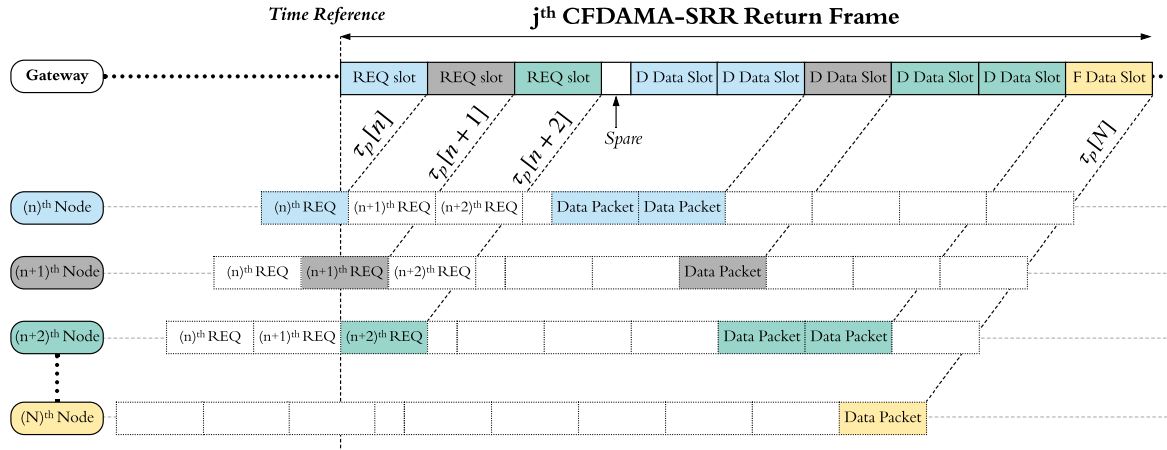 Time Reference
jth CFDAMA-SRR Return Frame
Gateway
REQ slot REQ slot REQ slot D Data Slot D Data Slot D Data Slot D Data Slot D Data Slot F Data Slot
τp[n] τp[n + 1] τp[n + 2] Spare τp[N]
(n)th Node
(n)th REQ (n+1)th REQ (n+2)th REQ Data Packet Data Packet
(n+1)th Node
(n)th REQ (n+1)th REQ (n+2)th REQ Data Packet
(n+2)th Node
(n)th REQ (n+1)th REQ (n+2)th REQ Data Packet Data Packet
(N)th Node
Data Packet